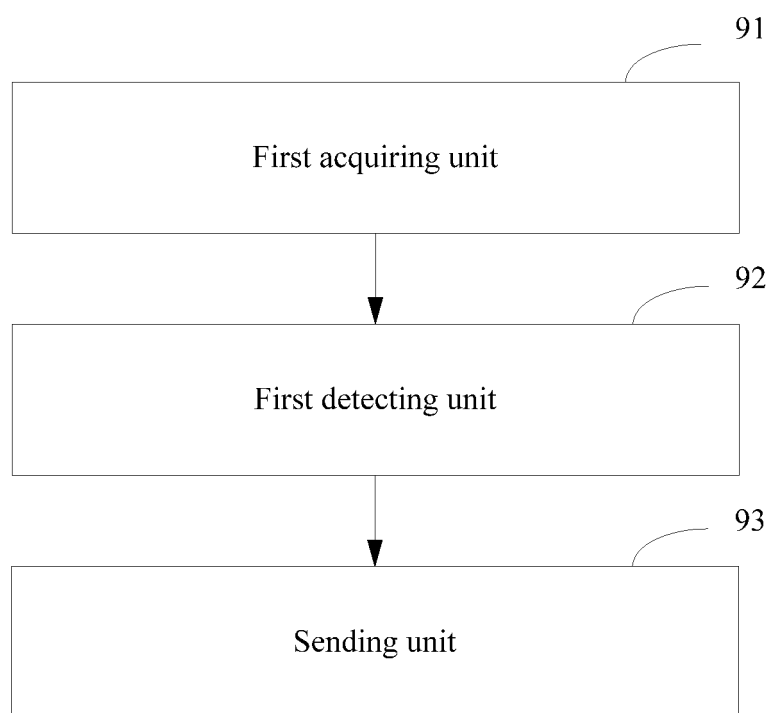 91
First acquiring unit
92
First detecting unit
93
Sending unit